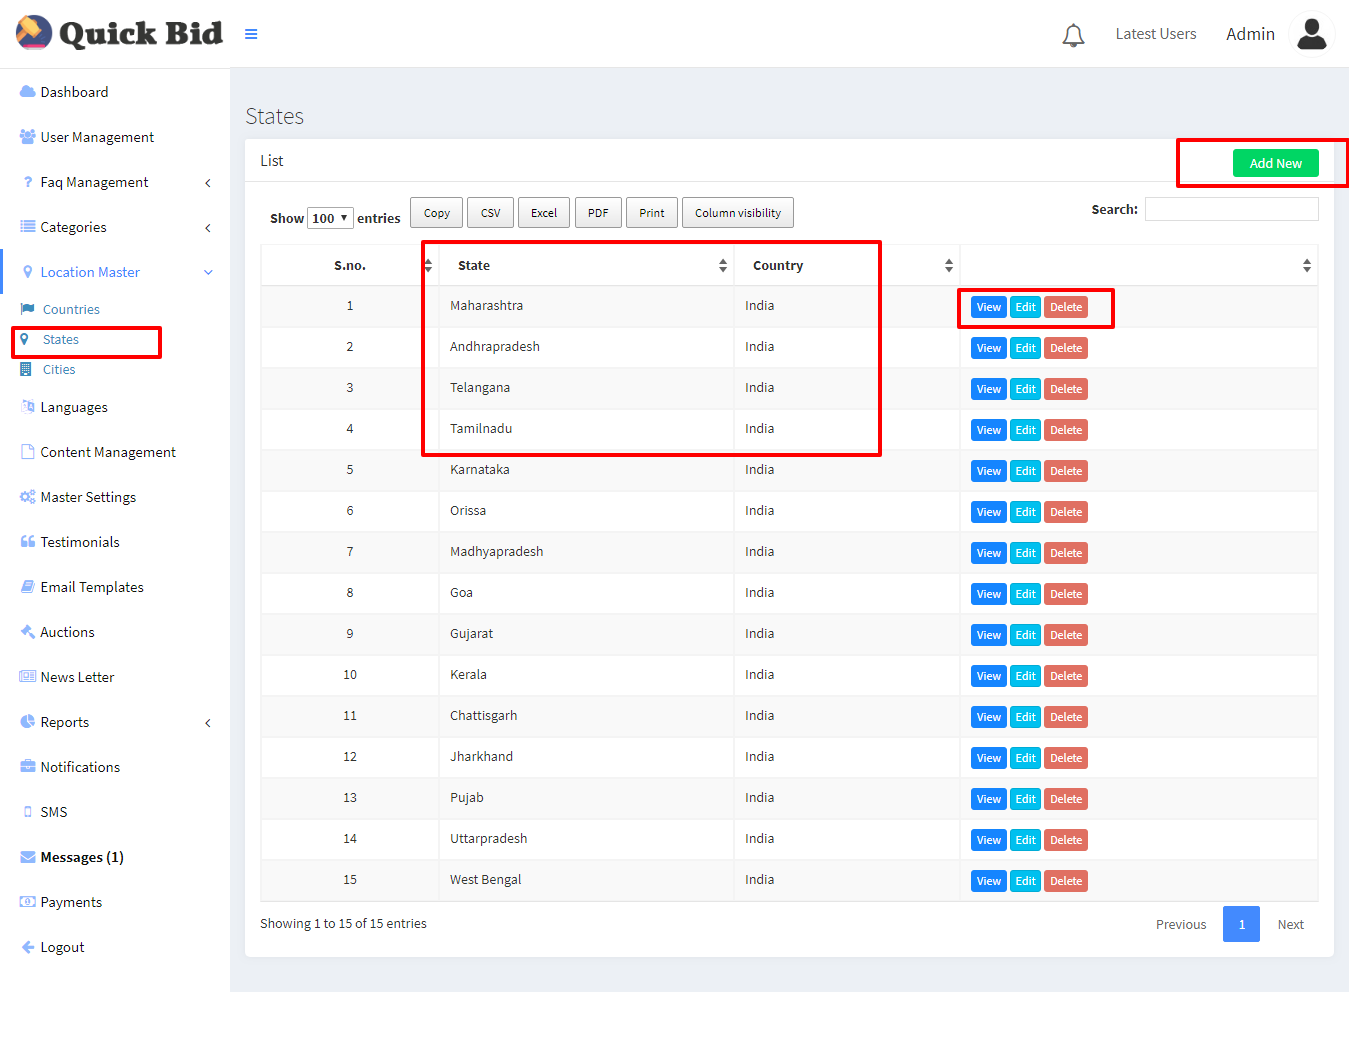 Quick Bid
Latest Users
Admin
Dashboard
User Management
Faq Management
Categories
Location Master
Countries
States
Cities
Languages
Content Management
Master Settings
Testimonials
Email Templates
Auctions
News Letter
Reports
Notifications
SMS
Messages (1)
Payments
Logout
States
List
Add New
Show 100 entries
Copy CSV Excel PDF Print Column visibility
Search:
S.no. State Country
1 Maharashtra India View Edit Delete
2 Andhrapradesh India View Edit Delete
3 Telangana India View Edit Delete
4 Tamilnadu India View Edit Delete
5 Karnataka India View Edit Delete
6 Orissa India View Edit Delete
7 Madhyapradesh India View Edit Delete
8 Goa India View Edit Delete
9 Gujarat India View Edit Delete
10 Kerala India View Edit Delete
11 Chattisgarh India View Edit Delete
12 Jharkhand India View Edit Delete
13 Pujab India View Edit Delete
14 Uttarpradesh India View Edit Delete
15 West Bengal India View Edit Delete
Showing 1 to 15 of 15 entries
Previous 1 Next